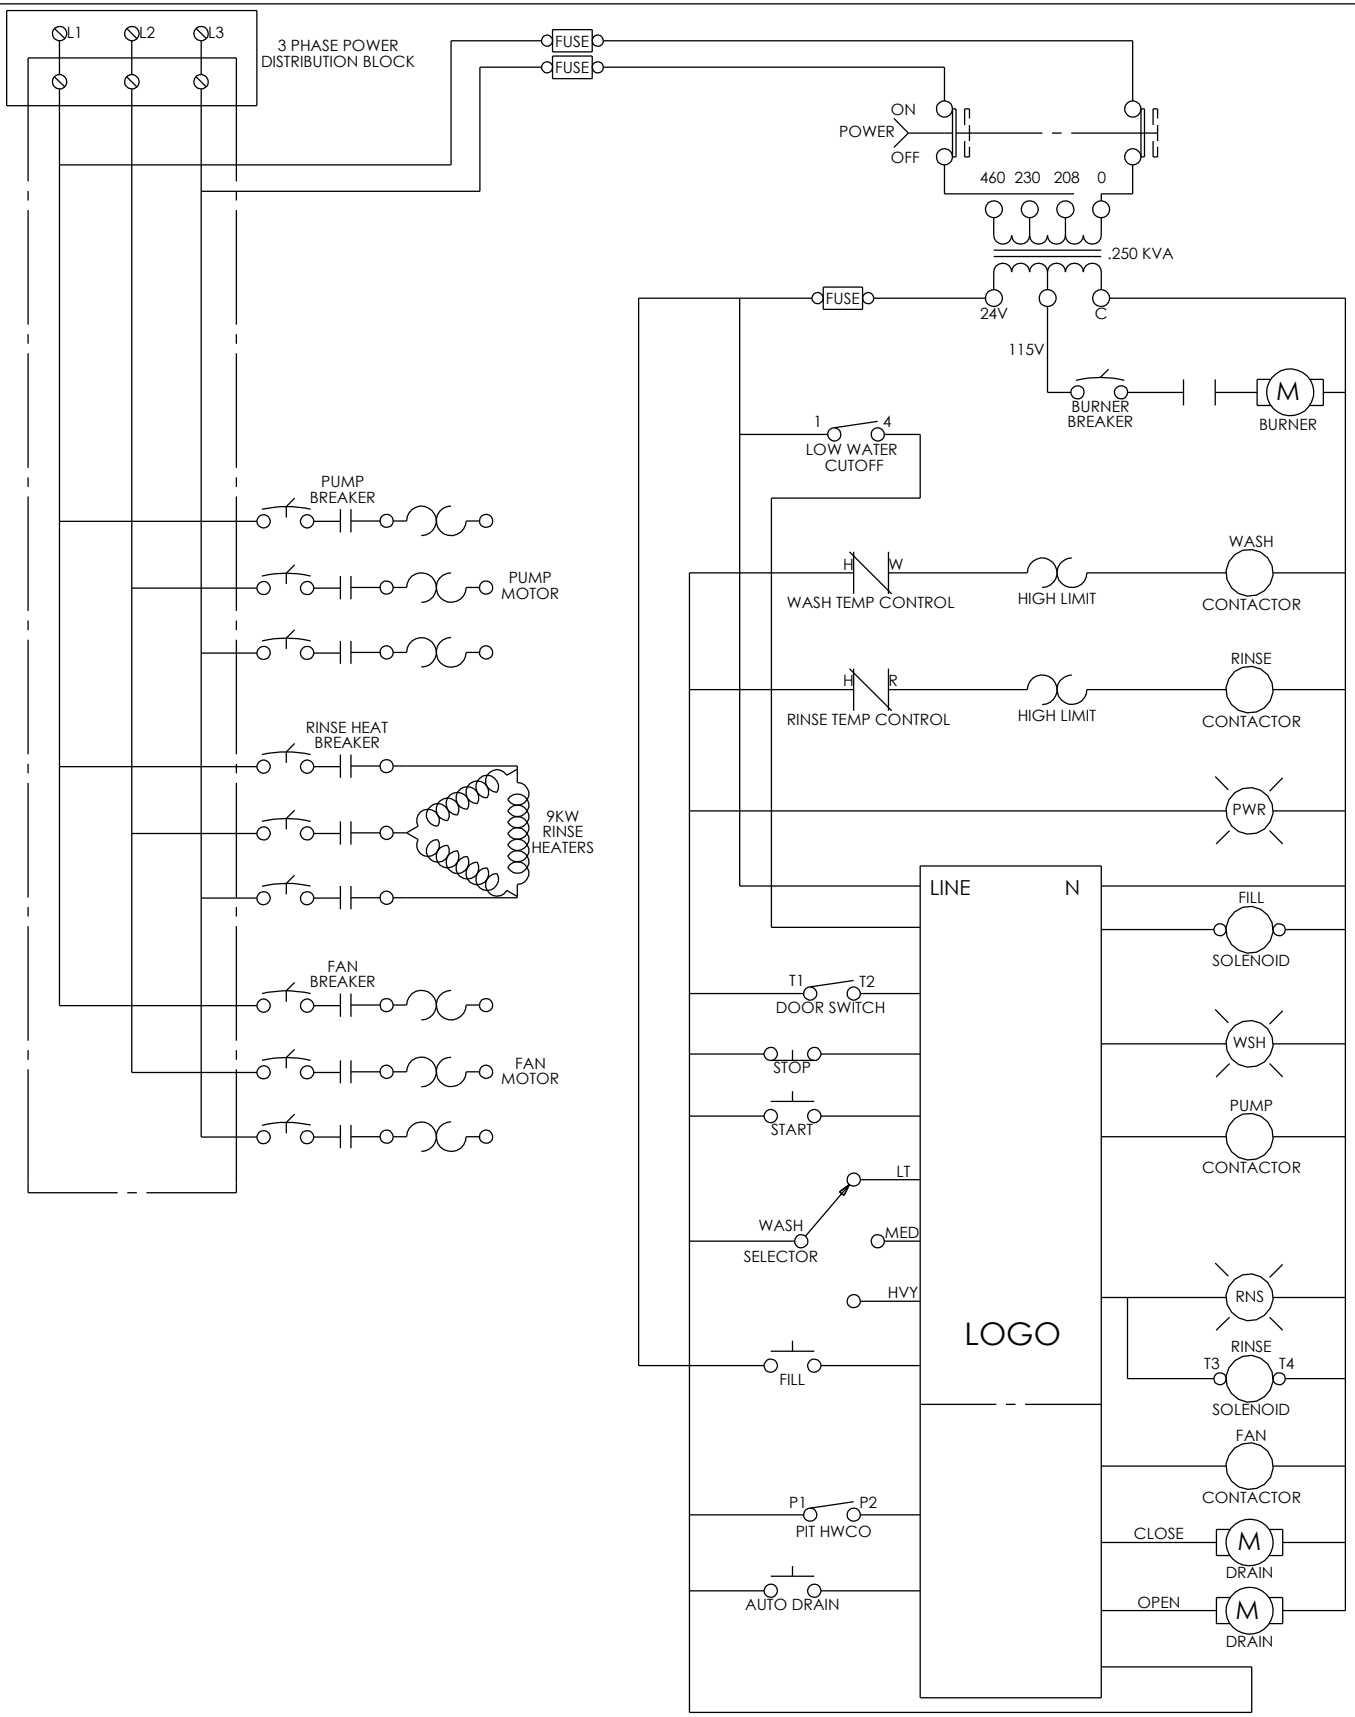 L1 L2 L3
3 PHASE POWER
DISTRIBUTION BLOCK
FUSE
FUSE
ON
POWER
OFF
460 230 208 0
.250 KVA
FUSE
24V
C
115V
BURNER
BREAKER
M
BURNER
1 4
LOW WATER
CUTOFF
PUMP
BREAKER
PUMP
MOTOR
H W
WASH TEMP CONTROL
HIGH LIMIT
WASH
CONTACTOR
H R
RINSE TEMP CONTROL
HIGH LIMIT
RINSE
CONTACTOR
RINSE HEAT
BREAKER
9KW
RINSE
HEATERS
PWR
LINE N
FILL
SOLENOID
FAN
BREAKER
FAN
MOTOR
T1 T2
DOOR SWITCH
STOP
WSH
START
PUMP
CONTACTOR
LT
WASH
SELECTOR
MED
HVY
RNS
LOGO
FILL
RINSE
T3 T4
SOLENOID
FAN
CONTACTOR
P1 P2
PIT HWCO
CLOSE
M
DRAIN
AUTO DRAIN
OPEN
M
DRAIN